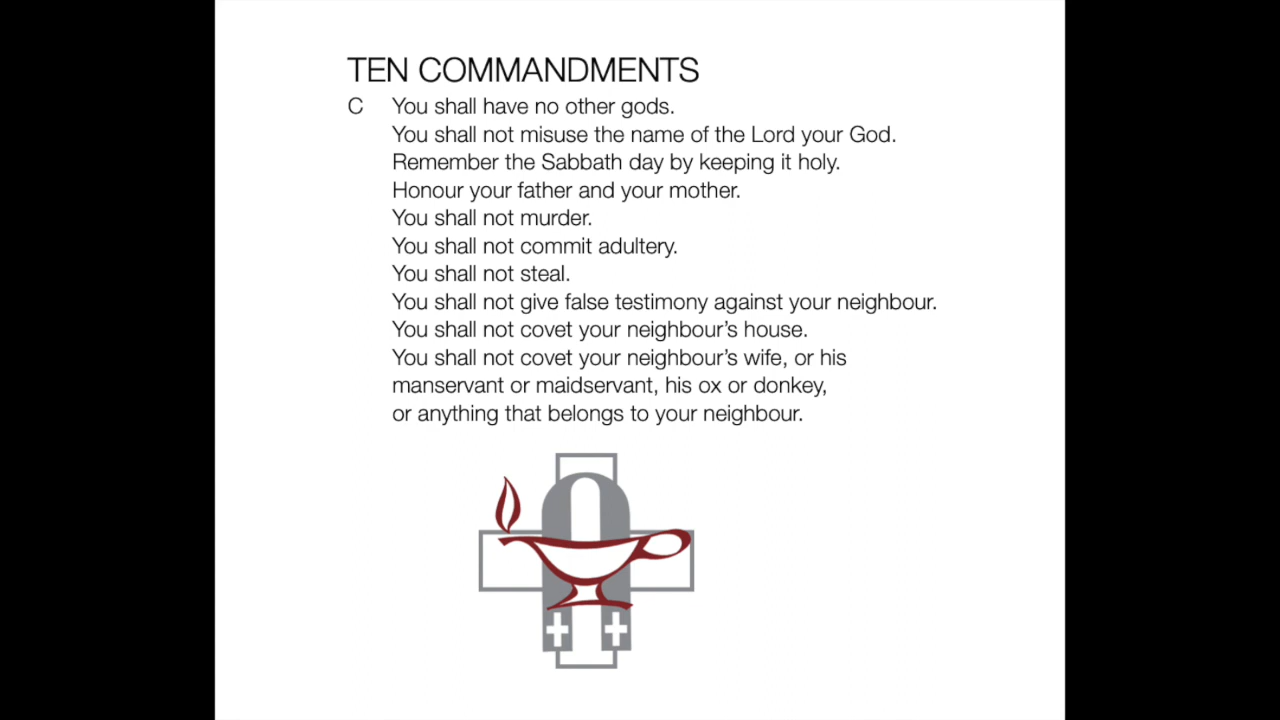 TEN COMMANDMENTS
C You shall have no other gods.
You shall not misuse the name of the Lord your God.
Remember the Sabbath day by keeping it holy.
Honour your father and your mother.
You shall not murder.
You shall not commit adultery.
You shall not steal.
You shall not give false testimony against your neighbour.
You shall not covet your neighbour’s house.
You shall not covet your neighbour’s wife, or his
manservant or maidservant, his ox or donkey,
or anything that belongs to your neighbour.